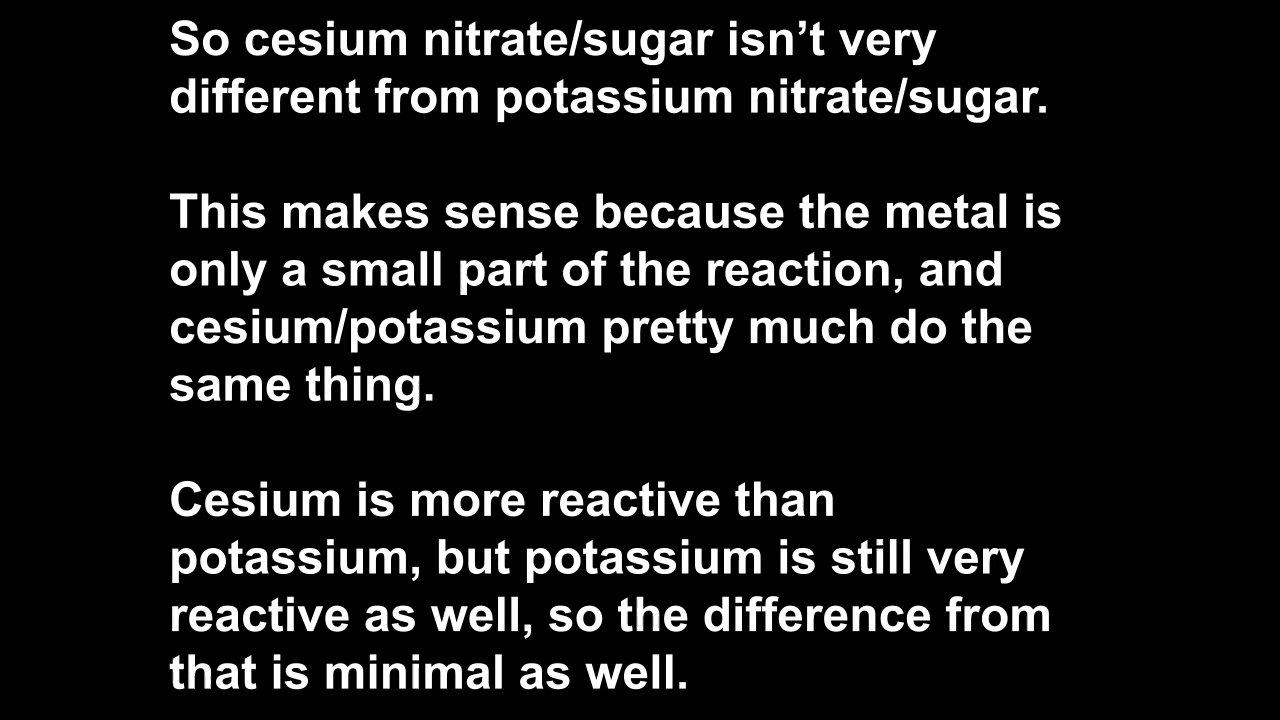 So cesium nitrate/sugar isn’t very
different from potassium nitrate/sugar.
This makes sense because the metal is
only a small part of the reaction, and
cesium/potassium pretty much do the
same thing.
Cesium is more reactive than
potassium, but potassium is still very
reactive as well, so the difference from
that is minimal as well.